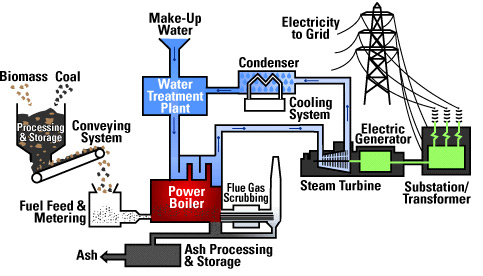 Make-Up
Water
Electricity
to Grid
Biomass
Coal
Condenser
Water
Treatment
Plant
Cooling
System
Processing
& Storage
Conveying
System
Electric
Generator
Steam Turbine
Substation/
Transformer
Fuel Feed &
Metering
Power
Boiler
Flue Gas
Scrubbing
Ash
Ash Processing
& Storage